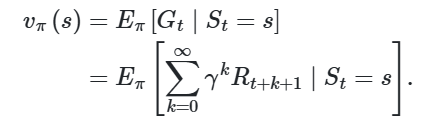 v_π (s) = E_π [G_t | S_t = s]
= E_π [ ∑_{k=0}^{∞} γ^k R_{t+k+1} | S_t = s ] .